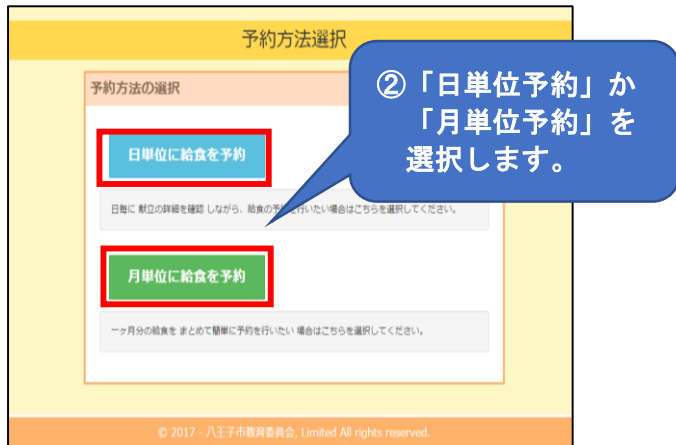 予約方法選択
予約方法の選択
②「日単位予約」か
「月単位予約」を
選択します。
日単位に給食を予約
日毎に 献立の詳細を確認 しながら、給食の予約を行いたい場合はこちらを選択してください。
月単位に給食を予約
一ヶ月分の給食を まとめて簡単に予約を行いたい 場合はこちらを選択してください。
© 2017 - 八王子市教育委員会, Limited All rights reserved.